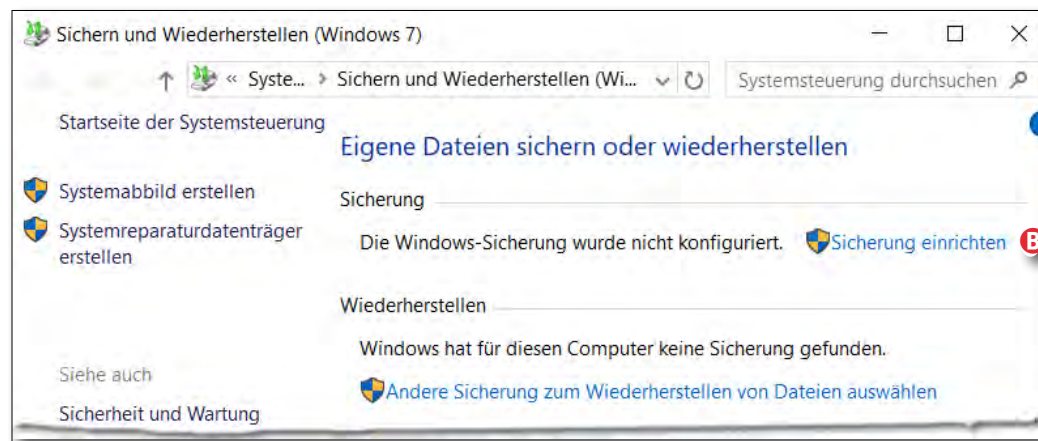 Sichern und Wiederherstellen (Windows 7)
« Syste... > Sichern und Wiederherstellen (Wi...
Systemsteuerung durchsuchen
Startseite der Systemsteuerung
Systemabbild erstellen
Systemreparaturdatenträger
erstellen
Siehe auch
Sicherheit und Wartung
Eigene Dateien sichern oder wiederherstellen
Sicherung
Die Windows-Sicherung wurde nicht konfiguriert.
Sicherung einrichten
B
Wiederherstellen
Windows hat für diesen Computer keine Sicherung gefunden.
Andere Sicherung zum Wiederherstellen von Dateien auswählen